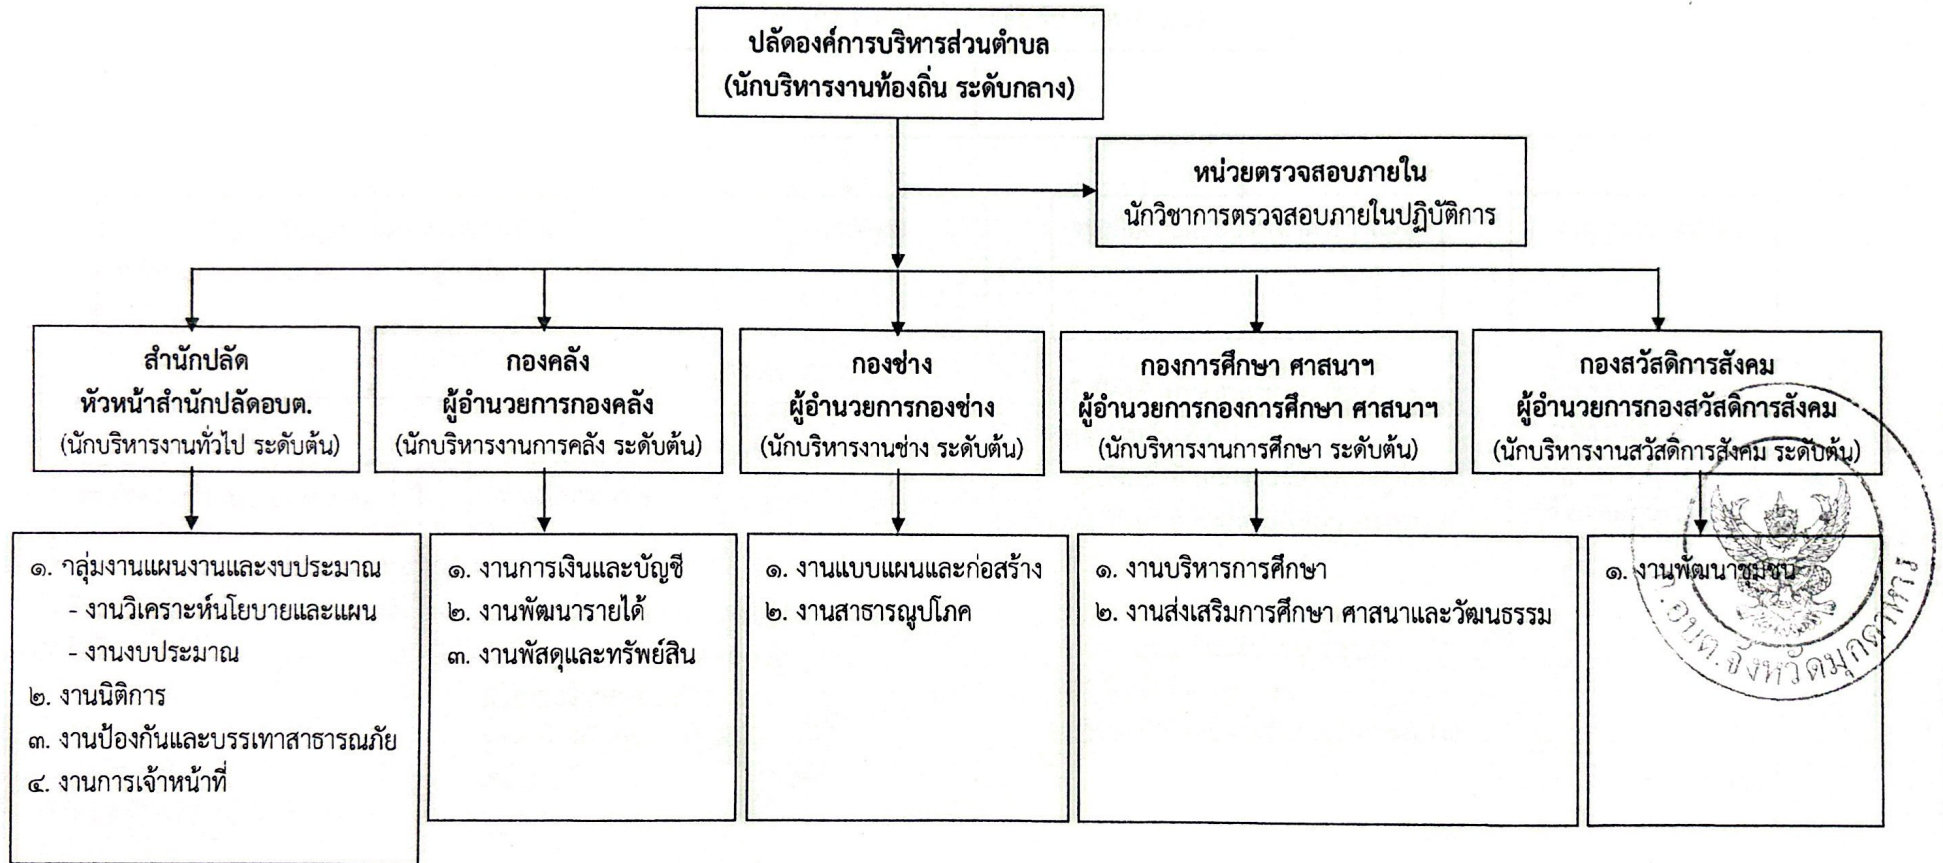 ปลัดองค์การบริหารส่วนตำบล
(นักบริหารงานท้องถิ่น ระดับกลาง)
หน่วยตรวจสอบภายใน
นักวิชาการตรวจสอบภายในปฏิบัติการ
สำนักปลัด
หัวหน้าสำนักปลัดอบต.
(นักบริหารงานทั่วไป ระดับต้น)
กองคลัง
ผู้อำนวยการกองคลัง
(นักบริหารงานการคลัง ระดับต้น)
กองช่าง
ผู้อำนวยการกองช่าง
(นักบริหารงานช่าง ระดับต้น)
กองการศึกษา ศาสนาฯ
ผู้อำนวยการกองการศึกษา ศาสนาฯ
(นักบริหารงานการศึกษา ระดับต้น)
กองสวัสดิการสังคม
ผู้อำนวยการกองสวัสดิการสังคม
(นักบริหารงานสวัสดิการสังคม ระดับต้น)
๑. กลุ่มงานแผนงานและงบประมาณ
- งานวิเคราะห์นโยบายและแผน
- งานงบประมาณ
๒. งานนิติการ
๓. งานป้องกันและบรรเทาสาธารณภัย
๔. งานการเจ้าหน้าที่
๑. งานการเงินและบัญชี
๒. งานพัฒนารายได้
๓. งานพัสดุและทรัพย์สิน
๑. งานแบบแผนและก่อสร้าง
๒. งานสาธารณูปโภค
๑. งานบริหารการศึกษา
๒. งานส่งเสริมการศึกษา ศาสนาและวัฒนธรรม
๑. งานพัฒนาชุมชน
ก.อบต.จังหวัดมุกดาหาร